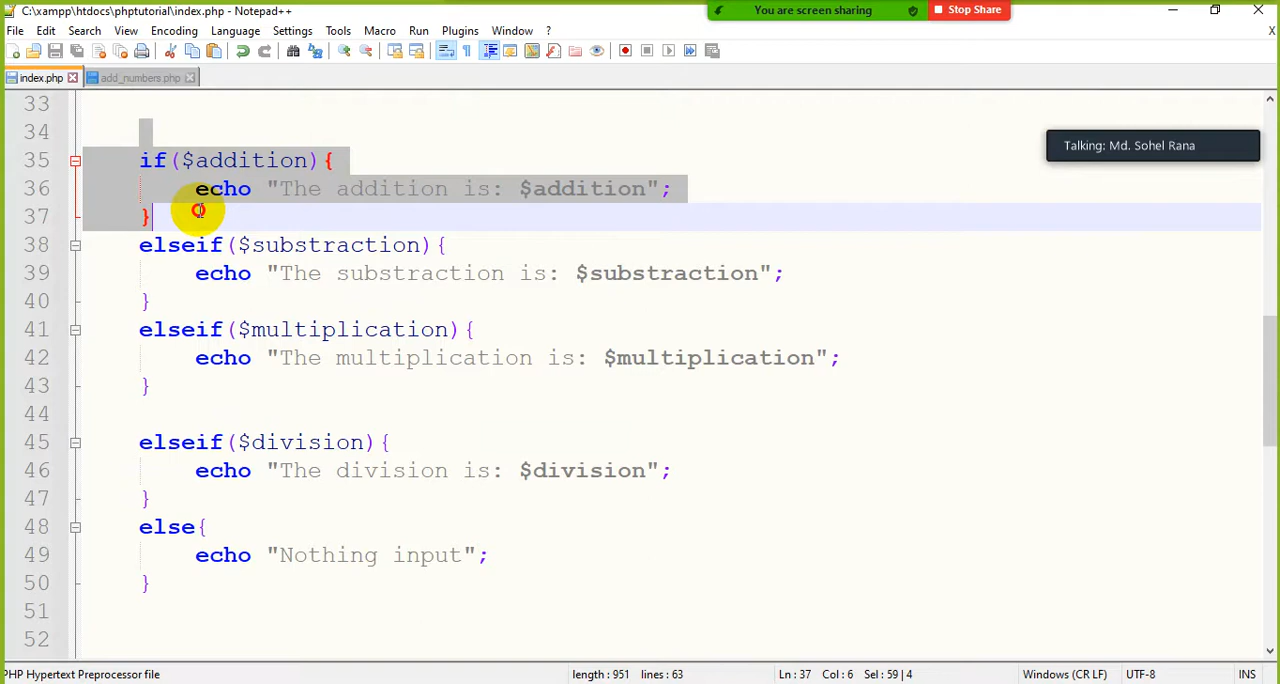 C:\xampp\htdocs\phptutorial\index.php - Notepad++
You are screen sharing
Stop Share
File Edit Search View Encoding Language Settings Tools Macro Run Plugins Window ?
X
index.php add_numbers.php
Talking: Md. Sohel Rana
33
34
35 if($addition){
36 echo "The addition is: $addition";
37 }
38 elseif($substraction){
39 echo "The substraction is: $substraction";
40 }
41 elseif($multiplication){
42 echo "The multiplication is: $multiplication";
43 }
44
45 elseif($division){
46 echo "The division is: $division";
47 }
48 else{
49 echo "Nothing input";
50 }
51
52
PHP Hypertext Preprocessor file length : 951 lines : 63 Ln : 37 Col : 6 Sel : 59 | 4 Windows (CR LF) UTF-8 INS